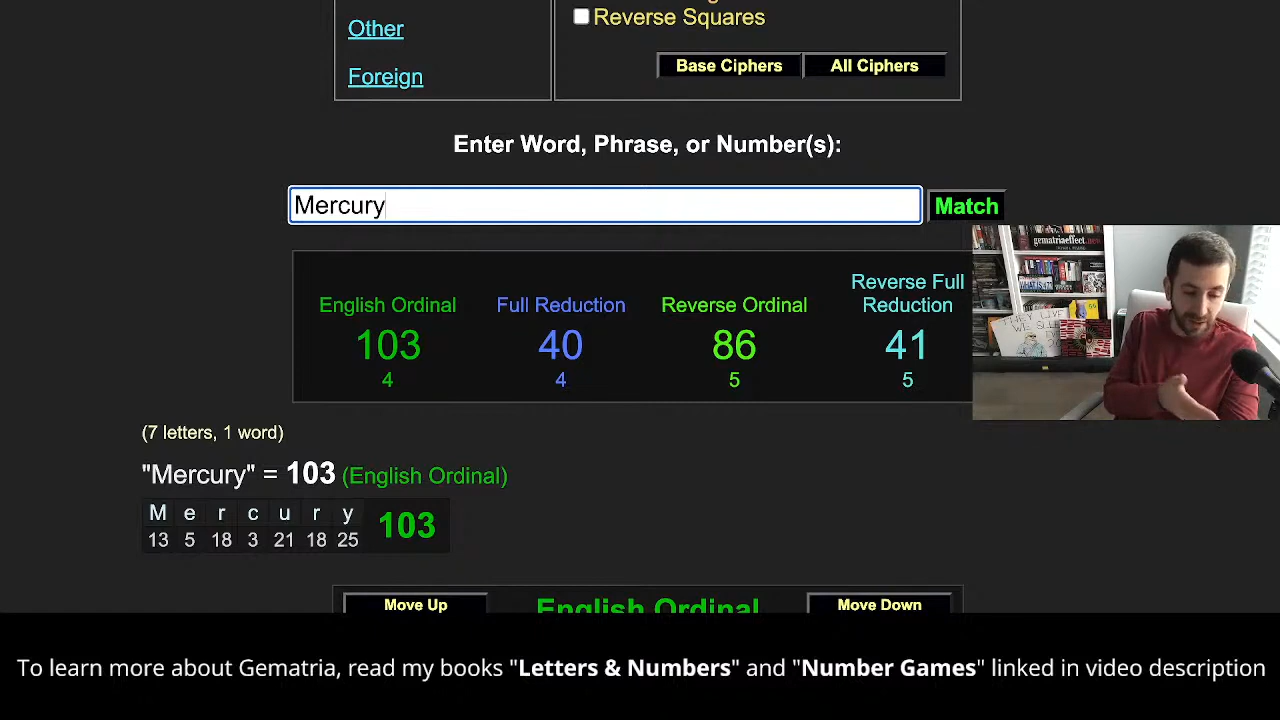 Other
Reverse Squares
Foreign
Base Ciphers All Ciphers
Enter Word, Phrase, or Number(s):
Mercury Match
English Ordinal Full Reduction Reverse Ordinal Reverse Full Reduction
103 40 86 41
4 4 5 5
(7 letters, 1 word)
"Mercury" = 103 (English Ordinal)
M e r c u r y 103
13 5 18 3 21 18 25
Move Up English Ordinal Move Down
gematriaeffect.news
To learn more about Gematria, read my books "Letters & Numbers" and "Number Games" linked in video description